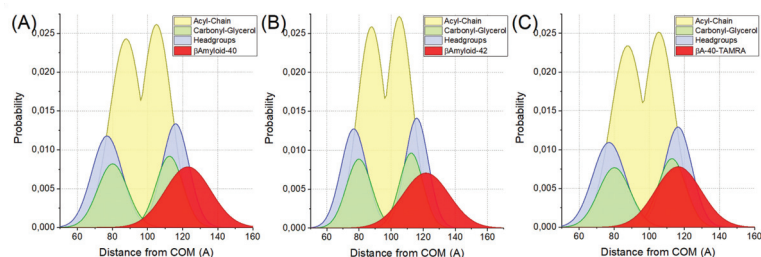 (A)
Acyl-Chain
Carbonyl-Glycerol
Headgroups
βAmyloid-40
0,025
0,020
0,015
0,010
0,005
0,000
Probability
60 80 100 120 140 160
Distance from COM (A)
(B)
Acyl-Chain
Carbonyl-Glycerol
Headgroups
βAmyloid-42
0,025
0,020
0,015
0,010
0,005
0,000
Probability
60 80 100 120 140 160
Distance from COM (A)
(C)
Acyl-Chain
Carbonyl-Glycerol
Headgroups
βA-40-TAMRA
0,025
0,020
0,015
0,010
0,005
0,000
Probability
60 80 100 120 140 160
Distance from COM (A)